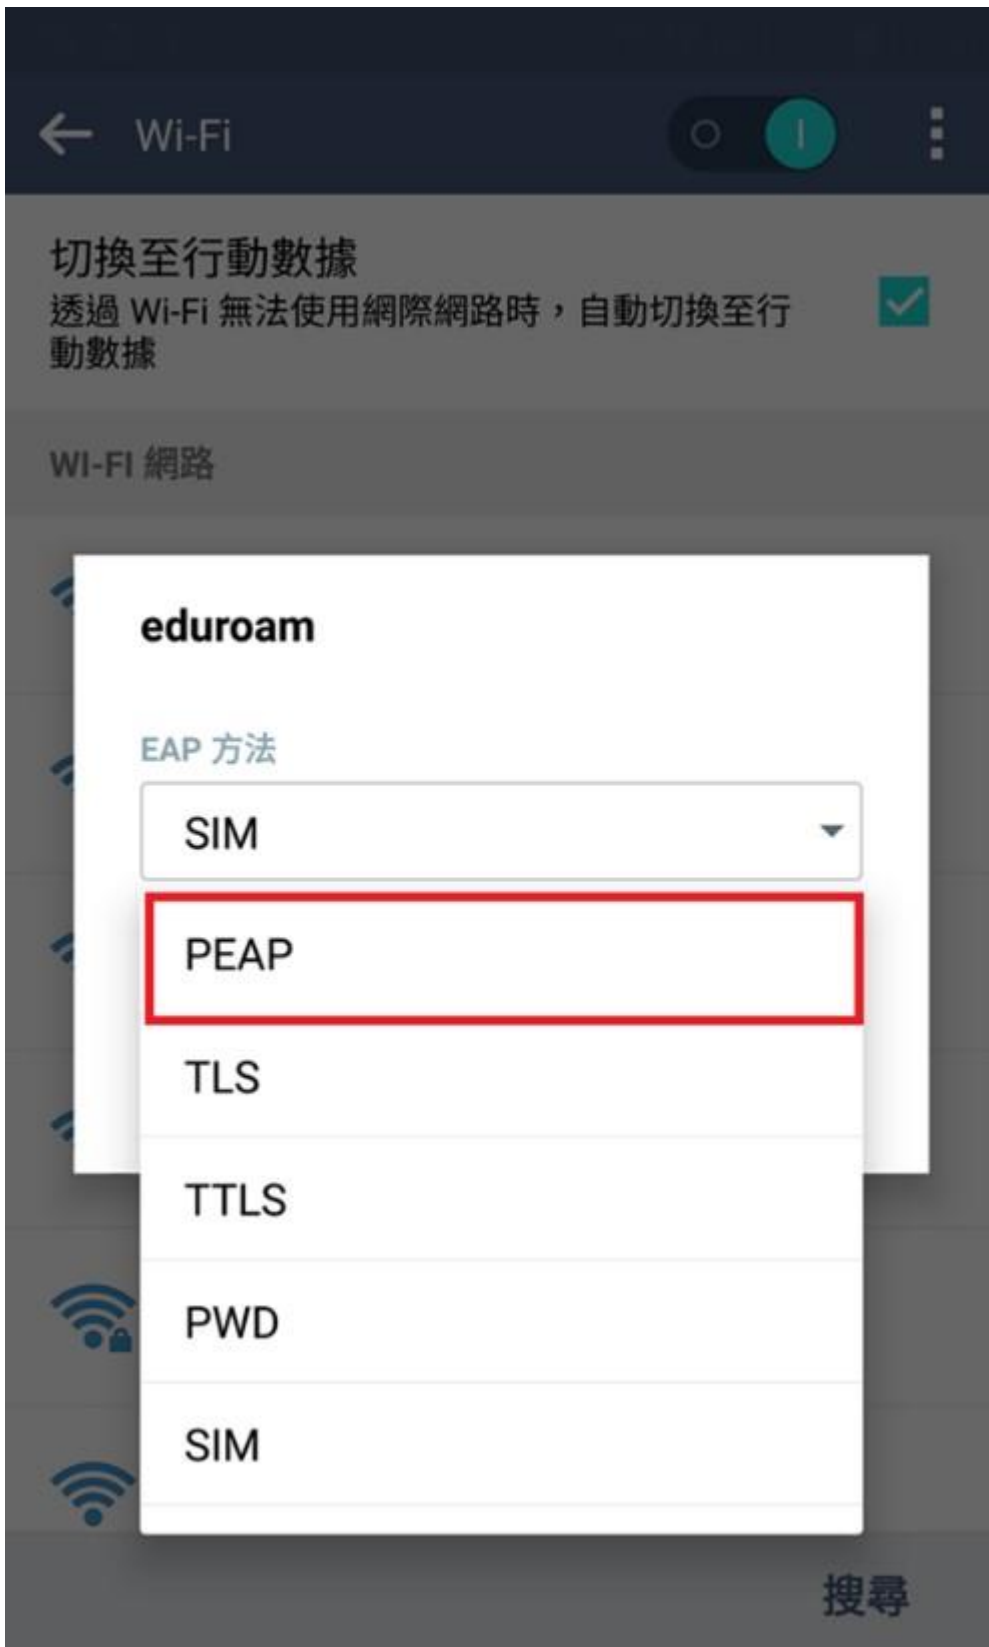 Wi-Fi
切換至行動數據
透過 Wi-Fi 無法使用網際網路時，自動切換至行
動數據
WI-FI 網路
eduroam
EAP 方法
SIM
PEAP
TLS
TTLS
PWD
SIM
搜尋